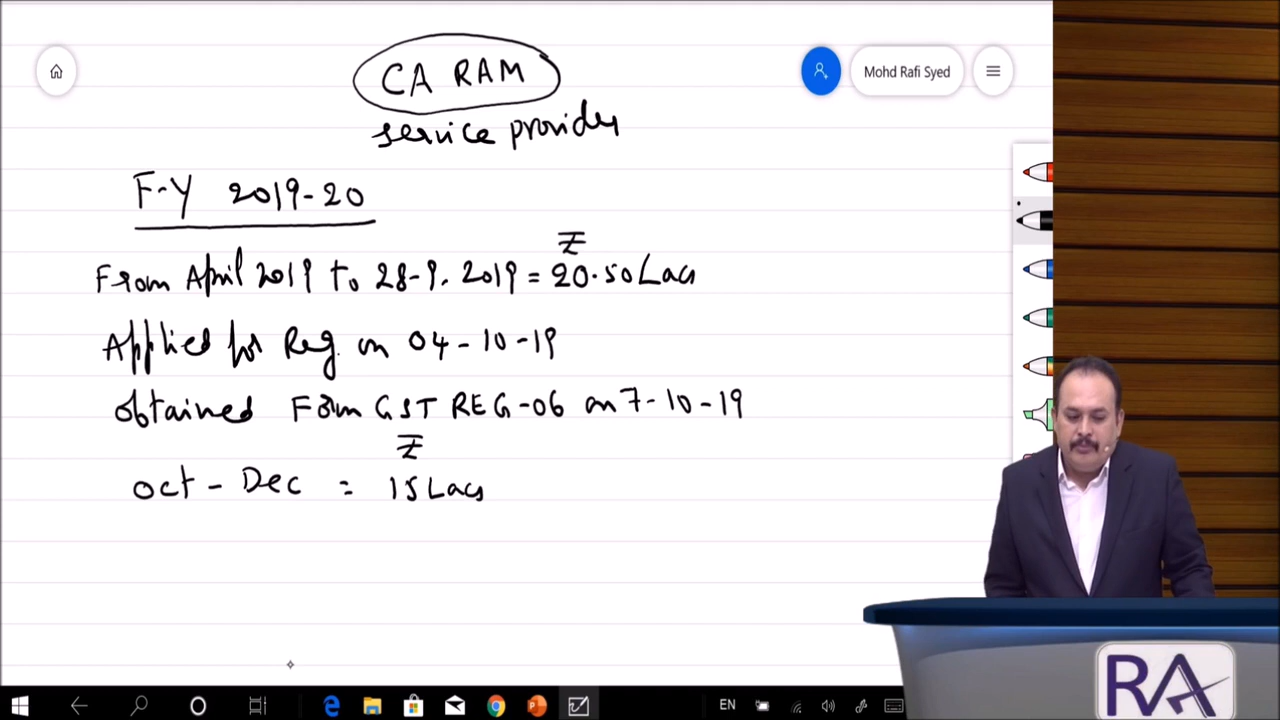 CA RAM
Mohd Rafi Syed
service provider
F-Y 2019-20
₹
From April 2019 to 28-9. 2019 = 20.50 Lacs
Applied for Reg. on 04-10-19
obtained Form GST REG-06 on 7-10-19
₹
Oct - Dec = 15 Lacs
RA
EN